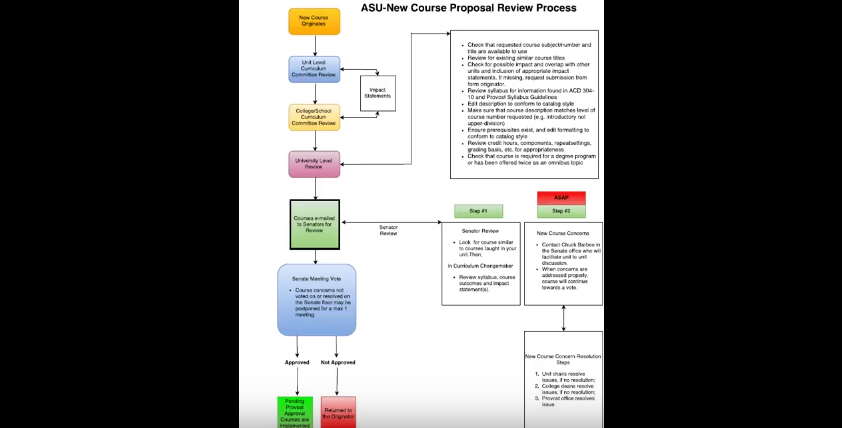 ASU-New Course Proposal Review Process
New Course
Originates
Unit Level
Curriculum
Committee Review
Impact
Statements
College/School
Curriculum
Committee Review
University Level
Review
• Check that requested course subject/number and
title are available to use
• Review for existing similar course titles
• Check for possible impact and overlap with other
units and inclusion of appropriate impact
statements. If missing, request submission from
form originator.
• Review syllabus for information found in ACD 304-
10 and Provost Syllabus Guidelines
• Edit description to conform to catalog style
• Make sure that course description matches level of
course number requested (e.g. introductory not
upper-division)
• Ensure prerequisites exist, and edit formatting to
conform to catalog style
• Review credit hours, components, repeatsettings,
grading basis, etc. for appropriateness
• Check that course is required for a degree program
or has been offered twice as an omnibus topic
Courses e-mailed
to Senators for
Review
Senator
Review
Step #1
Senator Review
• Look for course similar
to courses taught in your
unit.Then,
in Curriculum Changemaker
• Review syllabus, course
outcomes and impact
statement(s)
ASAP
Step #2
New Course Concerns
• Contact Chuck Barbee in
the Senate office who will
facilitate unit to unit
discussion.
• When concerns are
addressed properly,
course will continue
towards a vote.
Senate Meeting Vote
• Course concerns not
voted on or resolved on
the Senate floor may be
postponed for a max 1
meeting.
Approved
Not Approved
Pending
Provost
Approval
Courses are
Implemented
Returned to
the Originator
New Course Concern Resolution
Steps
1. Unit chairs resolve
issues, if no resolution;
2. College deans resolve
issues, if no resolution;
3. Provost office resolves
issue.